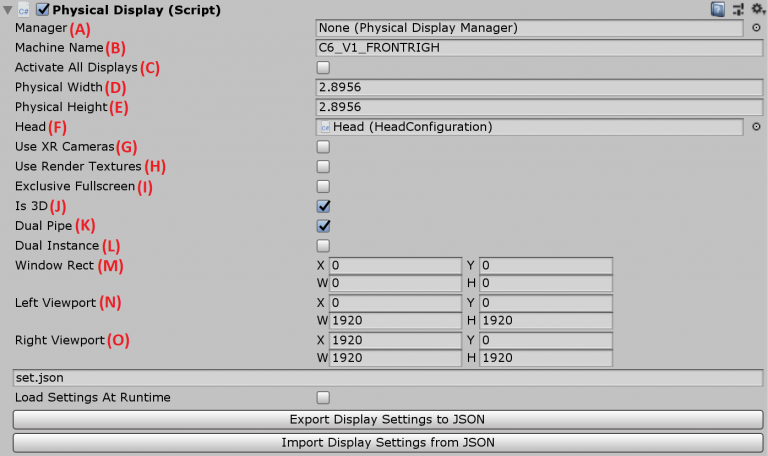 Physical Display (Script)
Manager (A) None (Physical Display Manager)
Machine Name (B) C6_V1_FRONTRIGH
Activate All Displays (C)
Physical Width (D) 2.8956
Physical Height (E) 2.8956
Head (F) Head (HeadConfiguration)
Use XR Cameras (G)
Use Render Textures (H)
Exclusive Fullscreen (I)
Is 3D (J)
Dual Pipe (K)
Dual Instance (L)
Window Rect (M) X 0 Y 0
W 0 H 0
Left Viewport (N) X 0 Y 0
W 1920 H 1920
Right Viewport (O) X 1920 Y 0
W 1920 H 1920
set.json
Load Settings At Runtime
Export Display Settings to JSON
Import Display Settings from JSON